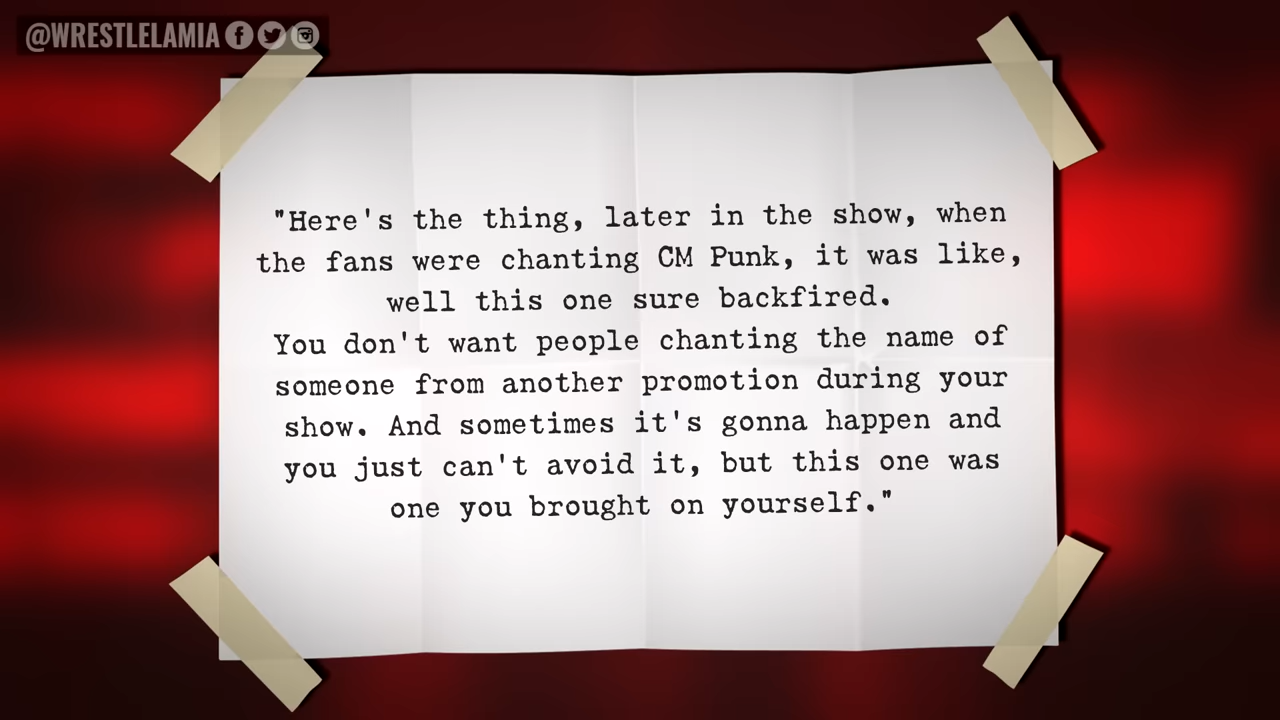 @WRESTLELAMIA
"Here's the thing, later in the show, when
the fans were chanting CM Punk, it was like,
well this one sure backfired.
You don't want people chanting the name of
someone from another promotion during your
show. And sometimes it's gonna happen and
you just can't avoid it, but this one was
one you brought on yourself."